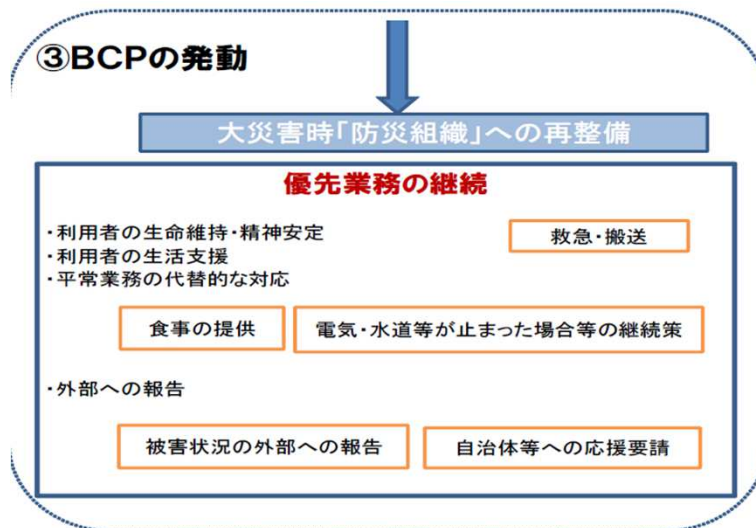 ③BCPの発動
大災害時「防災組織」への再整備
優先業務の継続
・利用者の生命維持・精神安定
救急・搬送
・利用者の生活支援
・平常業務の代替的な対応
食事の提供
電気・水道等が止まった場合等の継続策
・外部への報告
被害状況の外部への報告
自治体等への応援要請